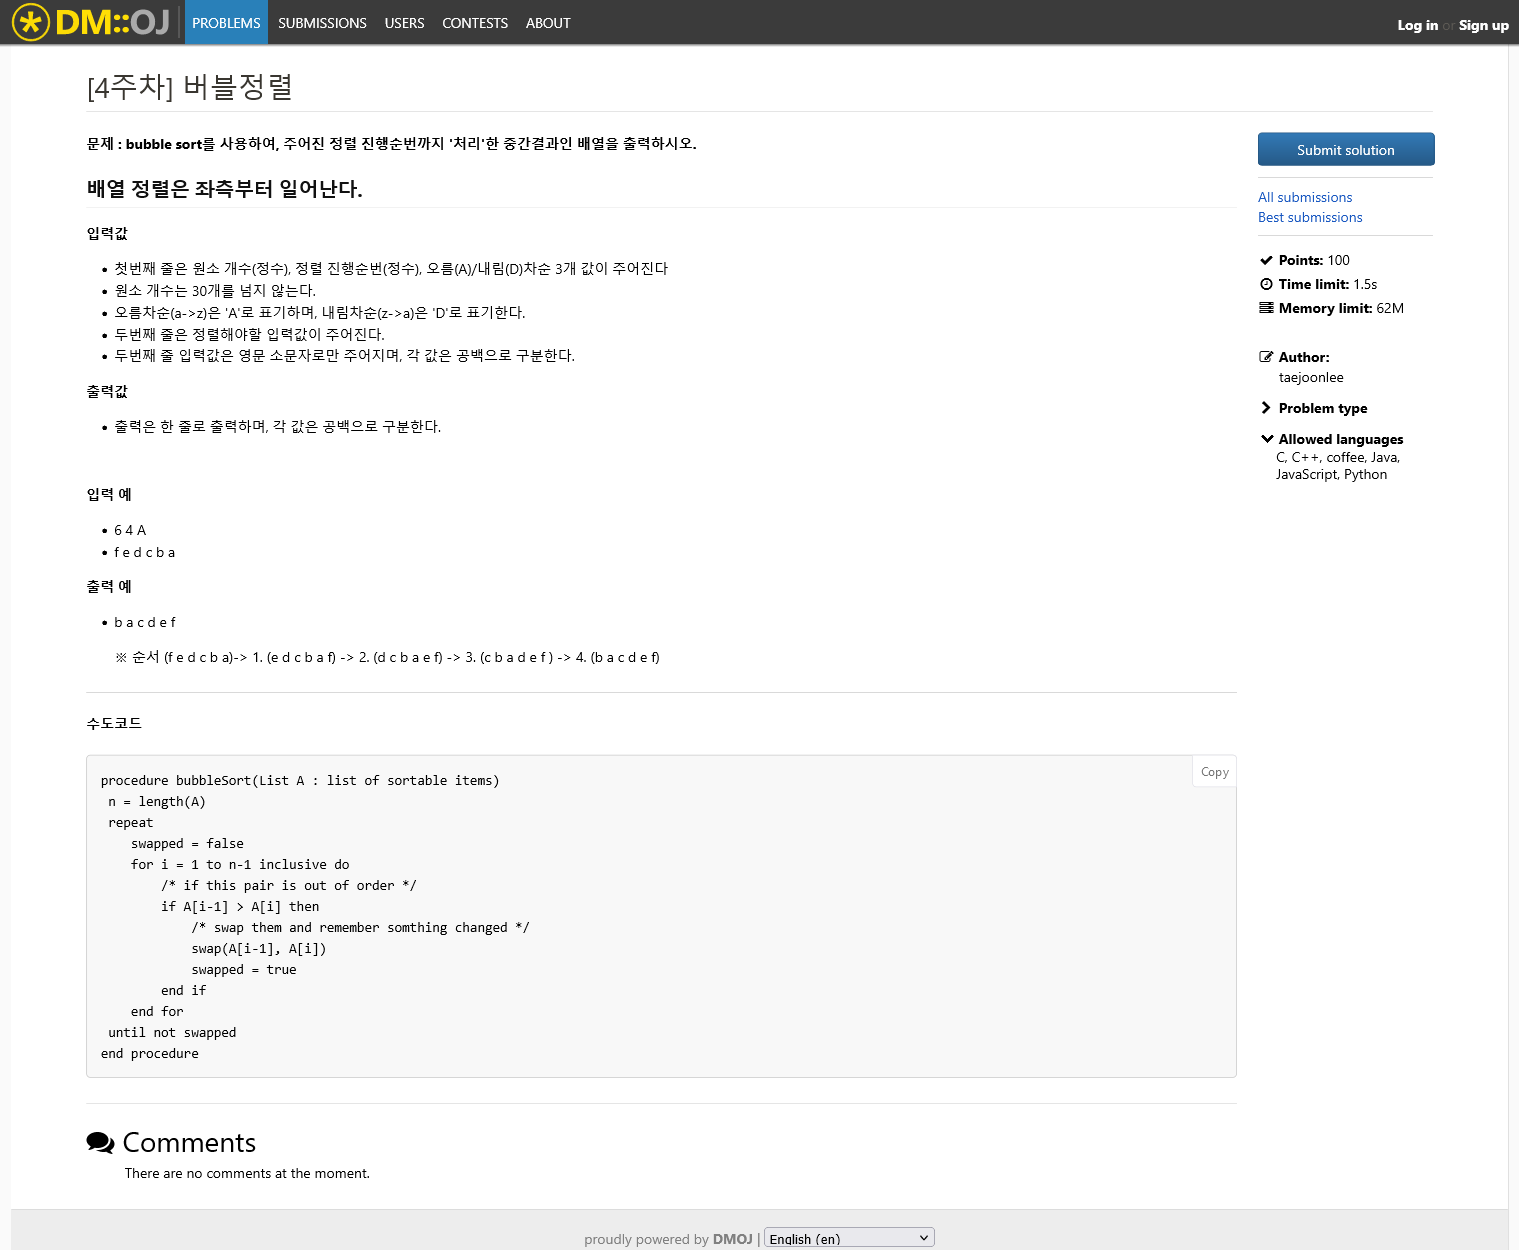 DM::OJ PROBLEMS SUBMISSIONS USERS CONTESTS ABOUT Log in or Sign up
[4주차] 버블정렬
문제 : bubble sort를 사용하여, 주어진 정렬 진행순번까지 '처리'한 중간결과인 배열을 출력하시오.
배열 정렬은 좌측부터 일어난다.
입력값
• 첫번째 줄은 원소 개수(정수), 정렬 진행순번(정수), 오름(A)/내림(D)차순 3개 값이 주어진다
• 원소 개수는 30개를 넘지 않는다.
• 오름차순(a->z)은 'A'로 표기하며, 내림차순(z->a)은 'D'로 표기한다.
• 두번째 줄은 정렬해야할 입력값이 주어진다.
• 두번째 줄 입력값은 영문 소문자로만 주어지며, 각 값은 공백으로 구분한다.
출력값
• 출력은 한 줄로 출력하며, 각 값은 공백으로 구분한다.
입력 예
• 6 4 A
• f e d c b a
출력 예
• b a c d e f
※ 순서 (f e d c b a)-> 1. (e d c b a f) -> 2. (d c b a e f) -> 3. (c b a d e f ) -> 4. (b a c d e f)
수도코드
Copy
procedure bubbleSort(List A : list of sortable items)
n = length(A)
repeat
swapped = false
for i = 1 to n-1 inclusive do
/* if this pair is out of order */
if A[i-1] > A[i] then
/* swap them and remember somthing changed */
swap(A[i-1], A[i])
swapped = true
end if
end for
until not swapped
end procedure
Comments
There are no comments at the moment.
Submit solution
All submissions
Best submissions
Points: 100
Time limit: 1.5s
Memory limit: 62M
Author:
taejoonlee
Problem type
Allowed languages
C, C++, coffee, Java,
JavaScript, Python
proudly powered by DMOJ | English (en)